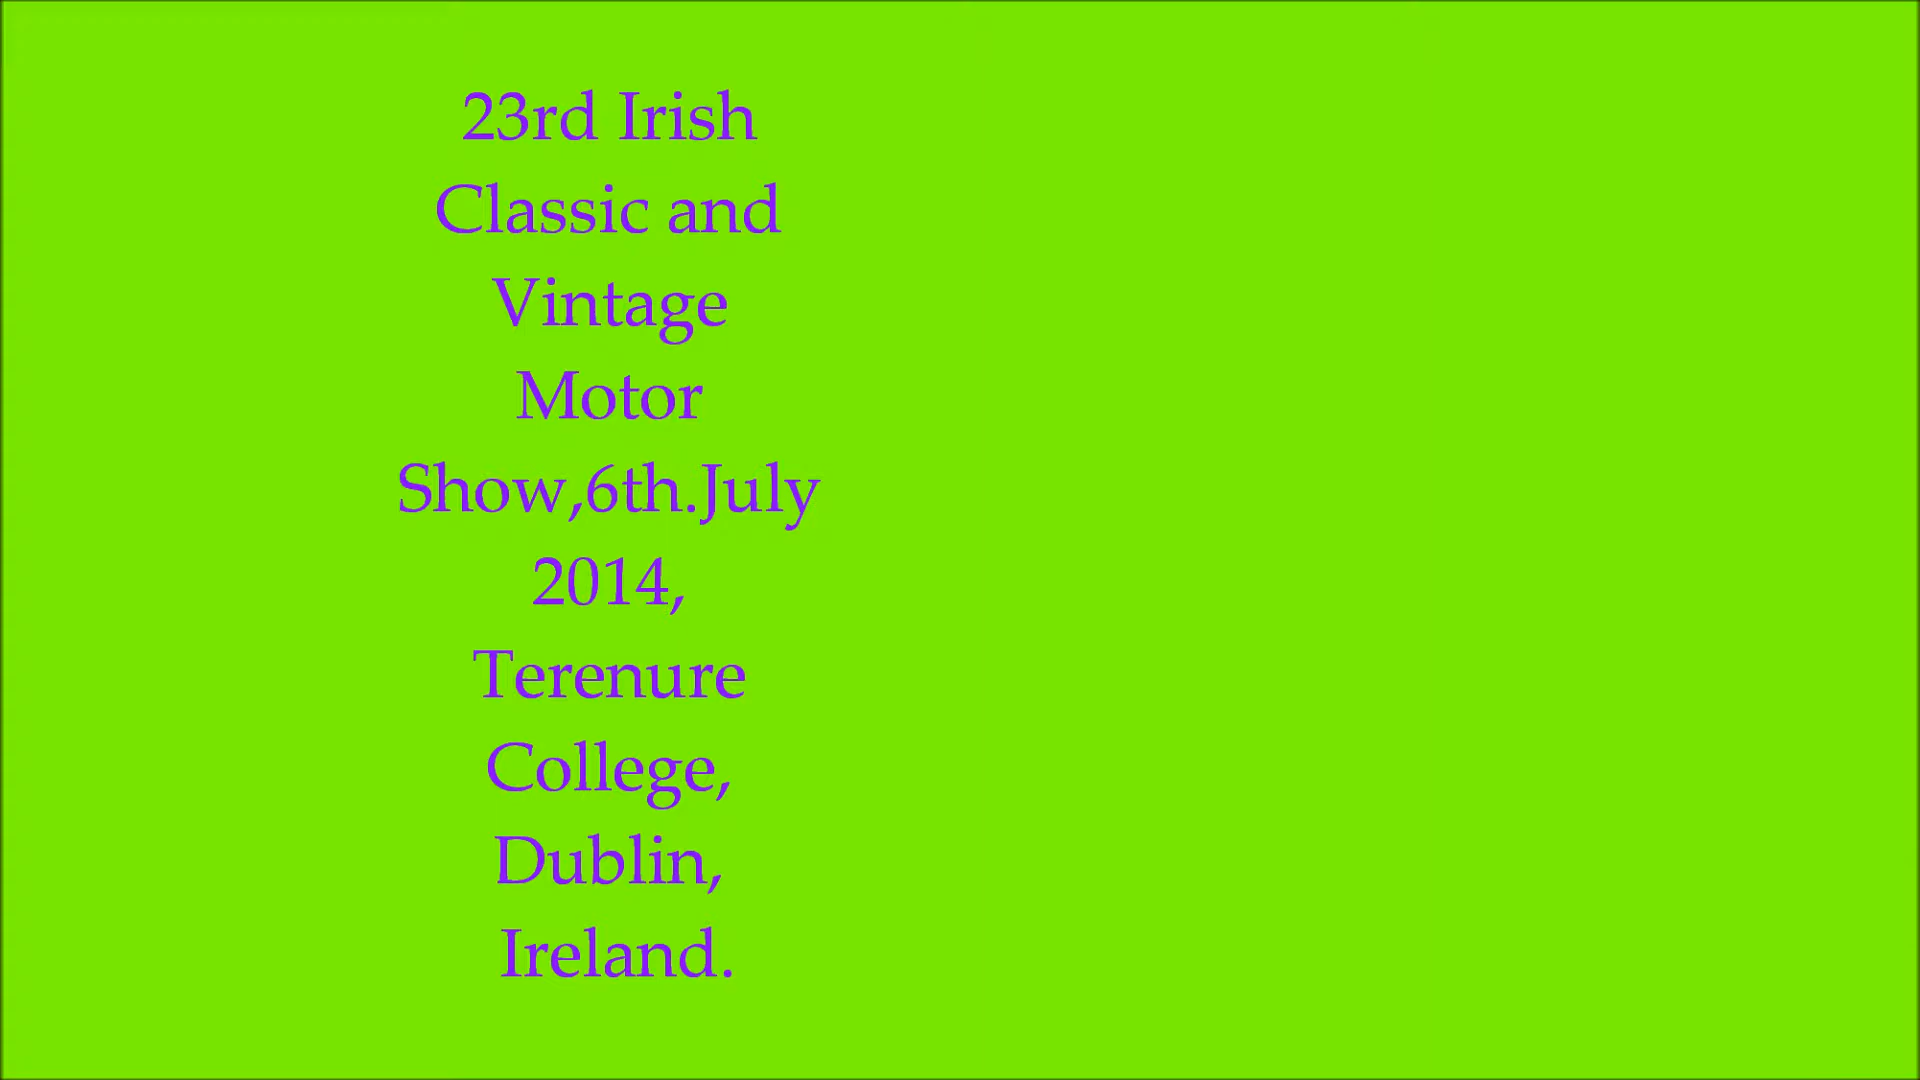 23rd Irish
Classic and
Vintage
Motor
Show,6th.July
2014,
Terenure
College,
Dublin,
Ireland.